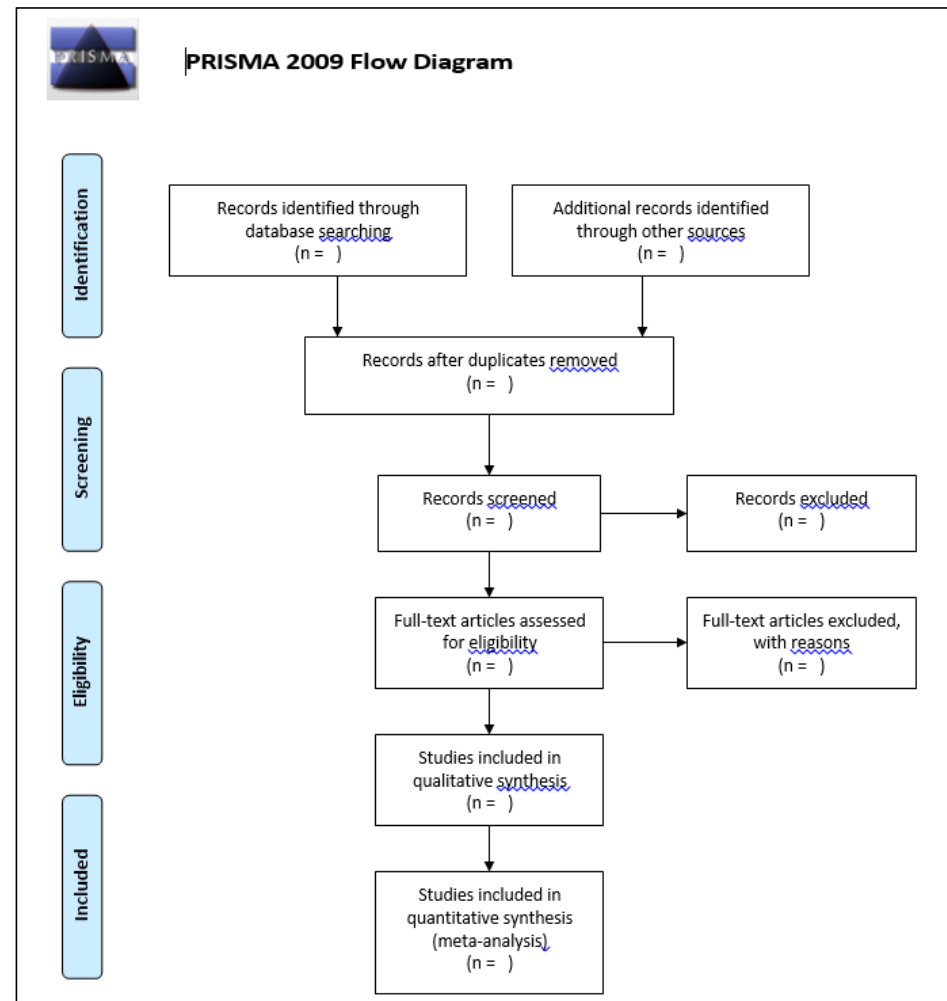 PRISMA
PRISMA 2009 Flow Diagram
Identification
Records identified through
database searching
(n =   )
Additional records identified
through other sources
(n =   )
Records after duplicates removed
(n =   )
Screening
Records screened
(n =   )
Records excluded
(n =   )
Eligibility
Full-text articles assessed
for eligibility
(n =   )
Full-text articles excluded,
with reasons
(n =   )
Studies included in
qualitative synthesis
(n =   )
Included
Studies included in
quantitative synthesis
(meta-analysis)
(n =   )